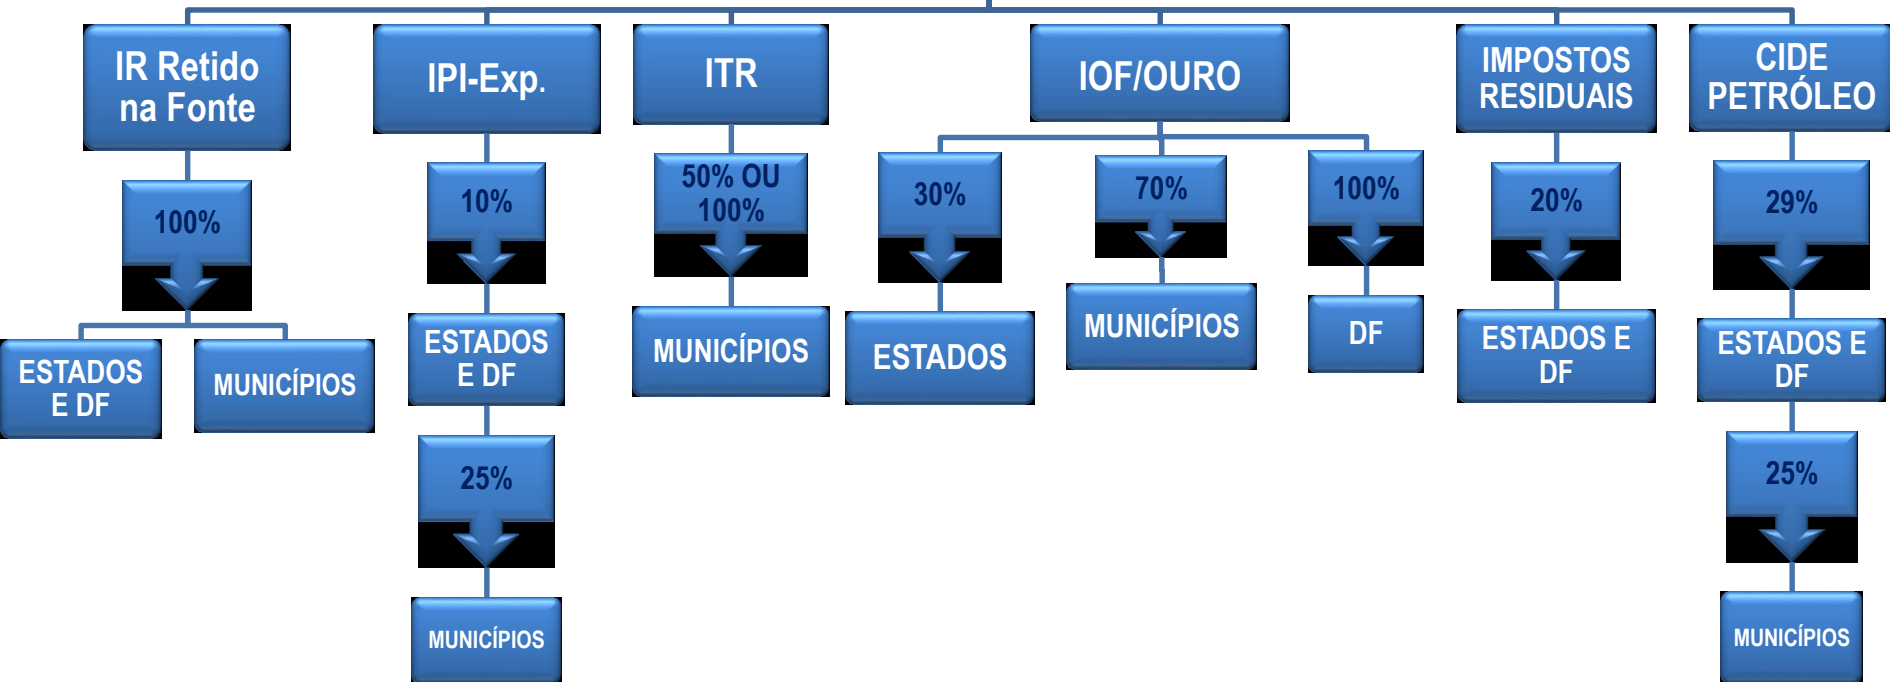 IR Retido
na Fonte
100%
ESTADOS
E DF
MUNICÍPIOS
IPI-Exp.
10%
ESTADOS
E DF
25%
MUNICÍPIOS
ITR
50% OU
100%
MUNICÍPIOS
IOF/OURO
30%
ESTADOS
70%
MUNICÍPIOS
100%
DF
IMPOSTOS
RESIDUAIS
20%
ESTADOS E
DF
CIDE
PETRÓLEO
29%
ESTADOS E
DF
25%
MUNICÍPIOS